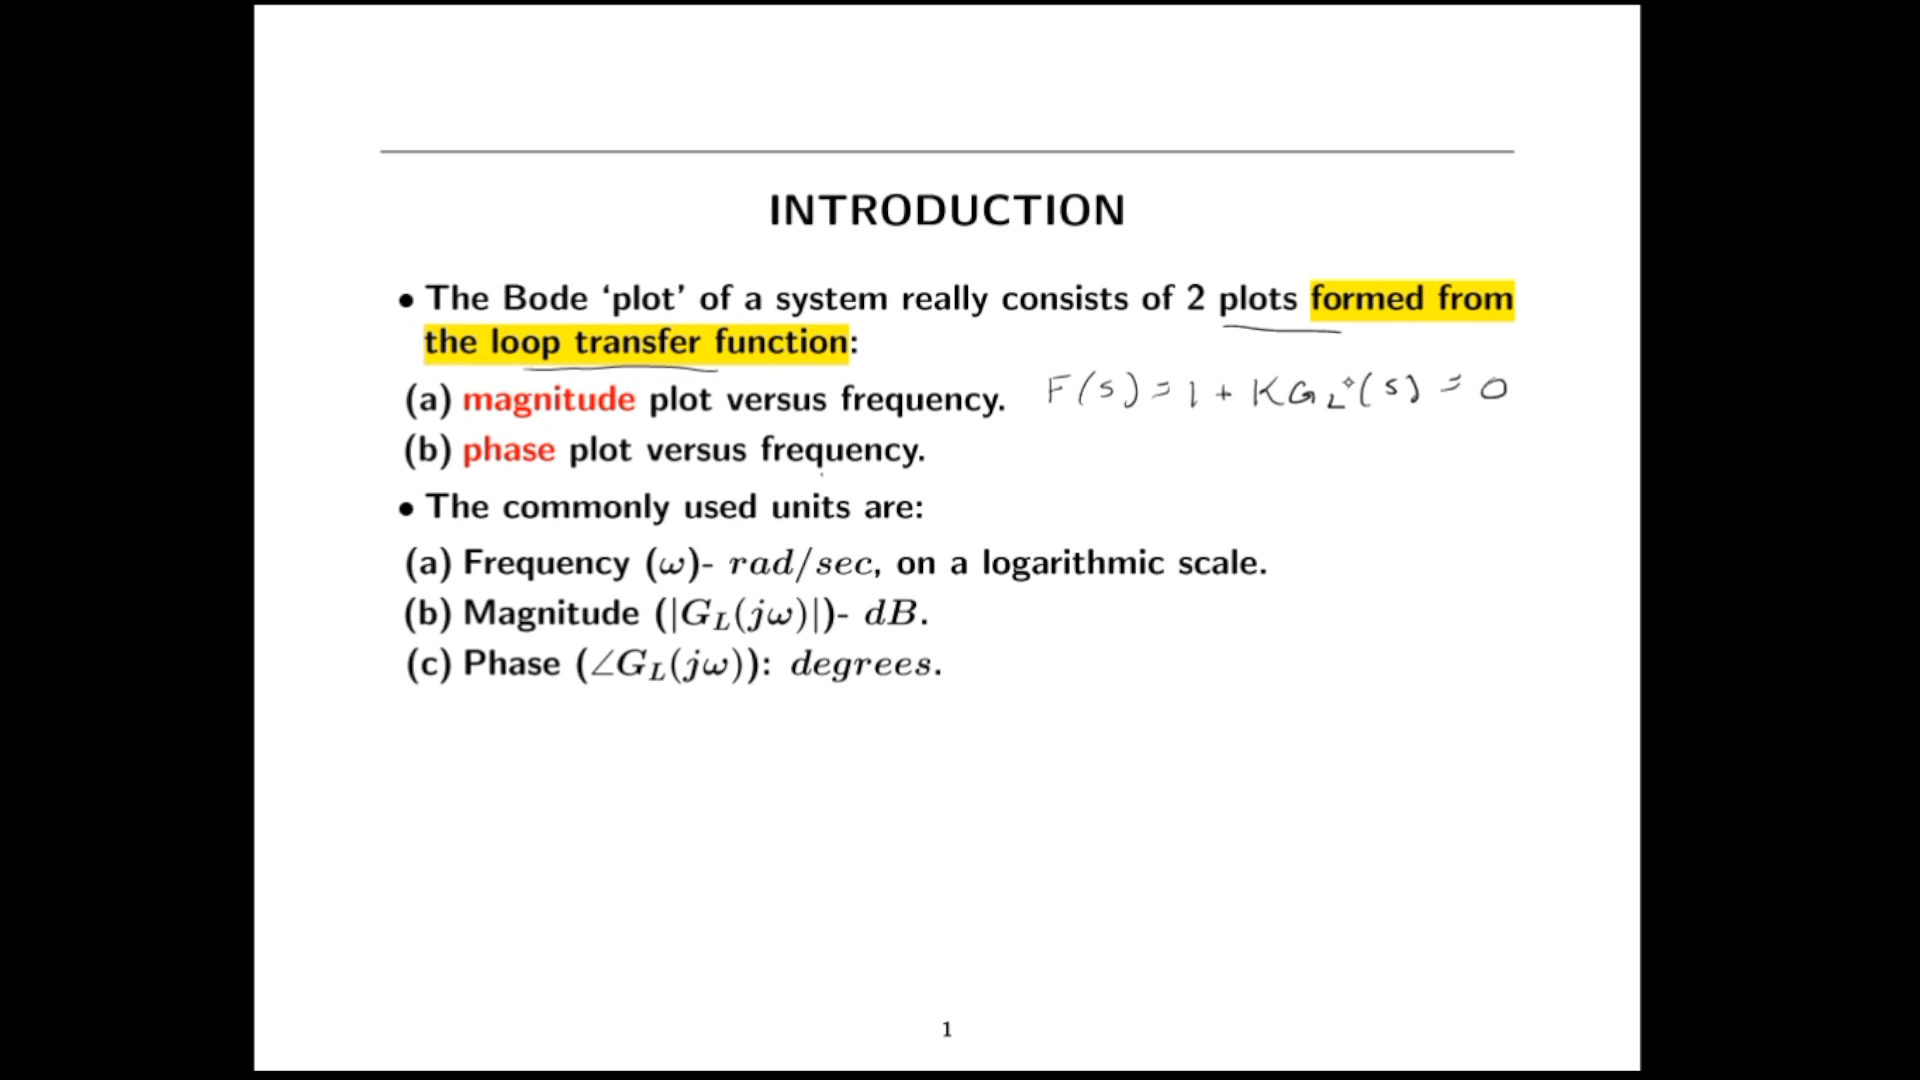 INTRODUCTION
• The Bode ‘plot’ of a system really consists of 2 plots formed from
the loop transfer function:
(a) magnitude plot versus frequency.
F(s) = 1 + KG_L°(s) = 0
(b) phase plot versus frequency.
• The commonly used units are:
(a) Frequency (ω)- rad/sec, on a logarithmic scale.
(b) Magnitude (|G_L(jω)|)- dB.
(c) Phase (∠G_L(jω)): degrees.
1